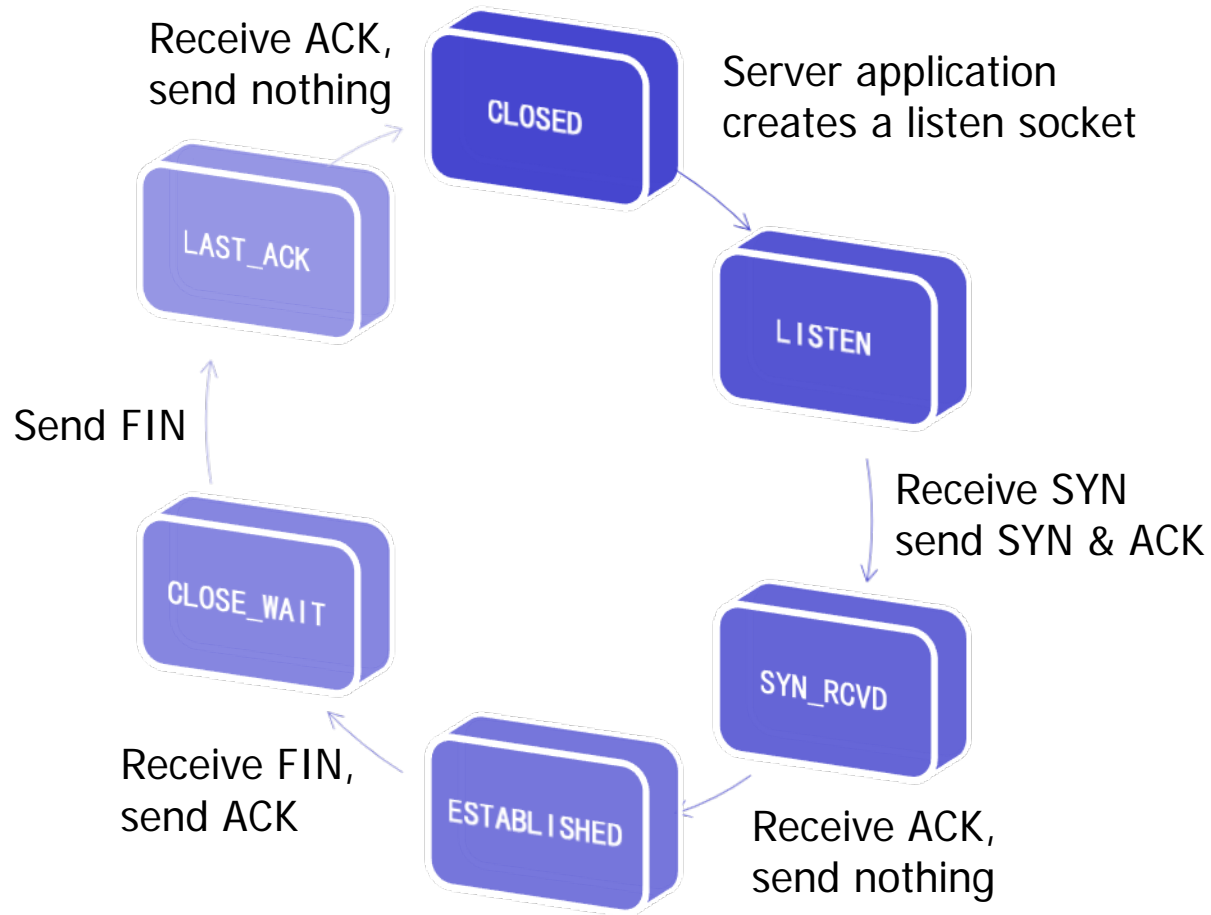 Receive ACK,
send nothing
CLOSED
Server application
creates a listen socket
LAST_ACK
LISTEN
Send FIN
Receive SYN
send SYN & ACK
CLOSE_WAIT
SYN_RCVD
Receive FIN,
send ACK
ESTABLISHED
Receive ACK,
send nothing